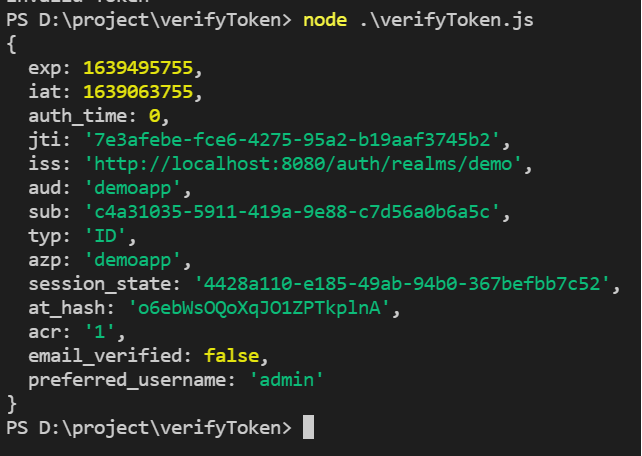 invalid token
PS D:\project\verifyToken> node .\verifyToken.js
{
  exp: 1639495755,
  iat: 1639063755,
  auth_time: 0,
  jti: '7e3afebe-fce6-4275-95a2-b19aaf3745b2',
  iss: 'http://localhost:8080/auth/realms/demo',
  aud: 'demoapp',
  sub: 'c4a31035-5911-419a-9e88-c7d56a0b6a5c',
  typ: 'ID',
  azp: 'demoapp',
  session_state: '4428a110-e185-49ab-94b0-367befbb7c52',
  at_hash: 'o6ebWsOQoXqJO1ZPTkplnA',
  acr: '1',
  email_verified: false,
  preferred_username: 'admin'
}
PS D:\project\verifyToken>